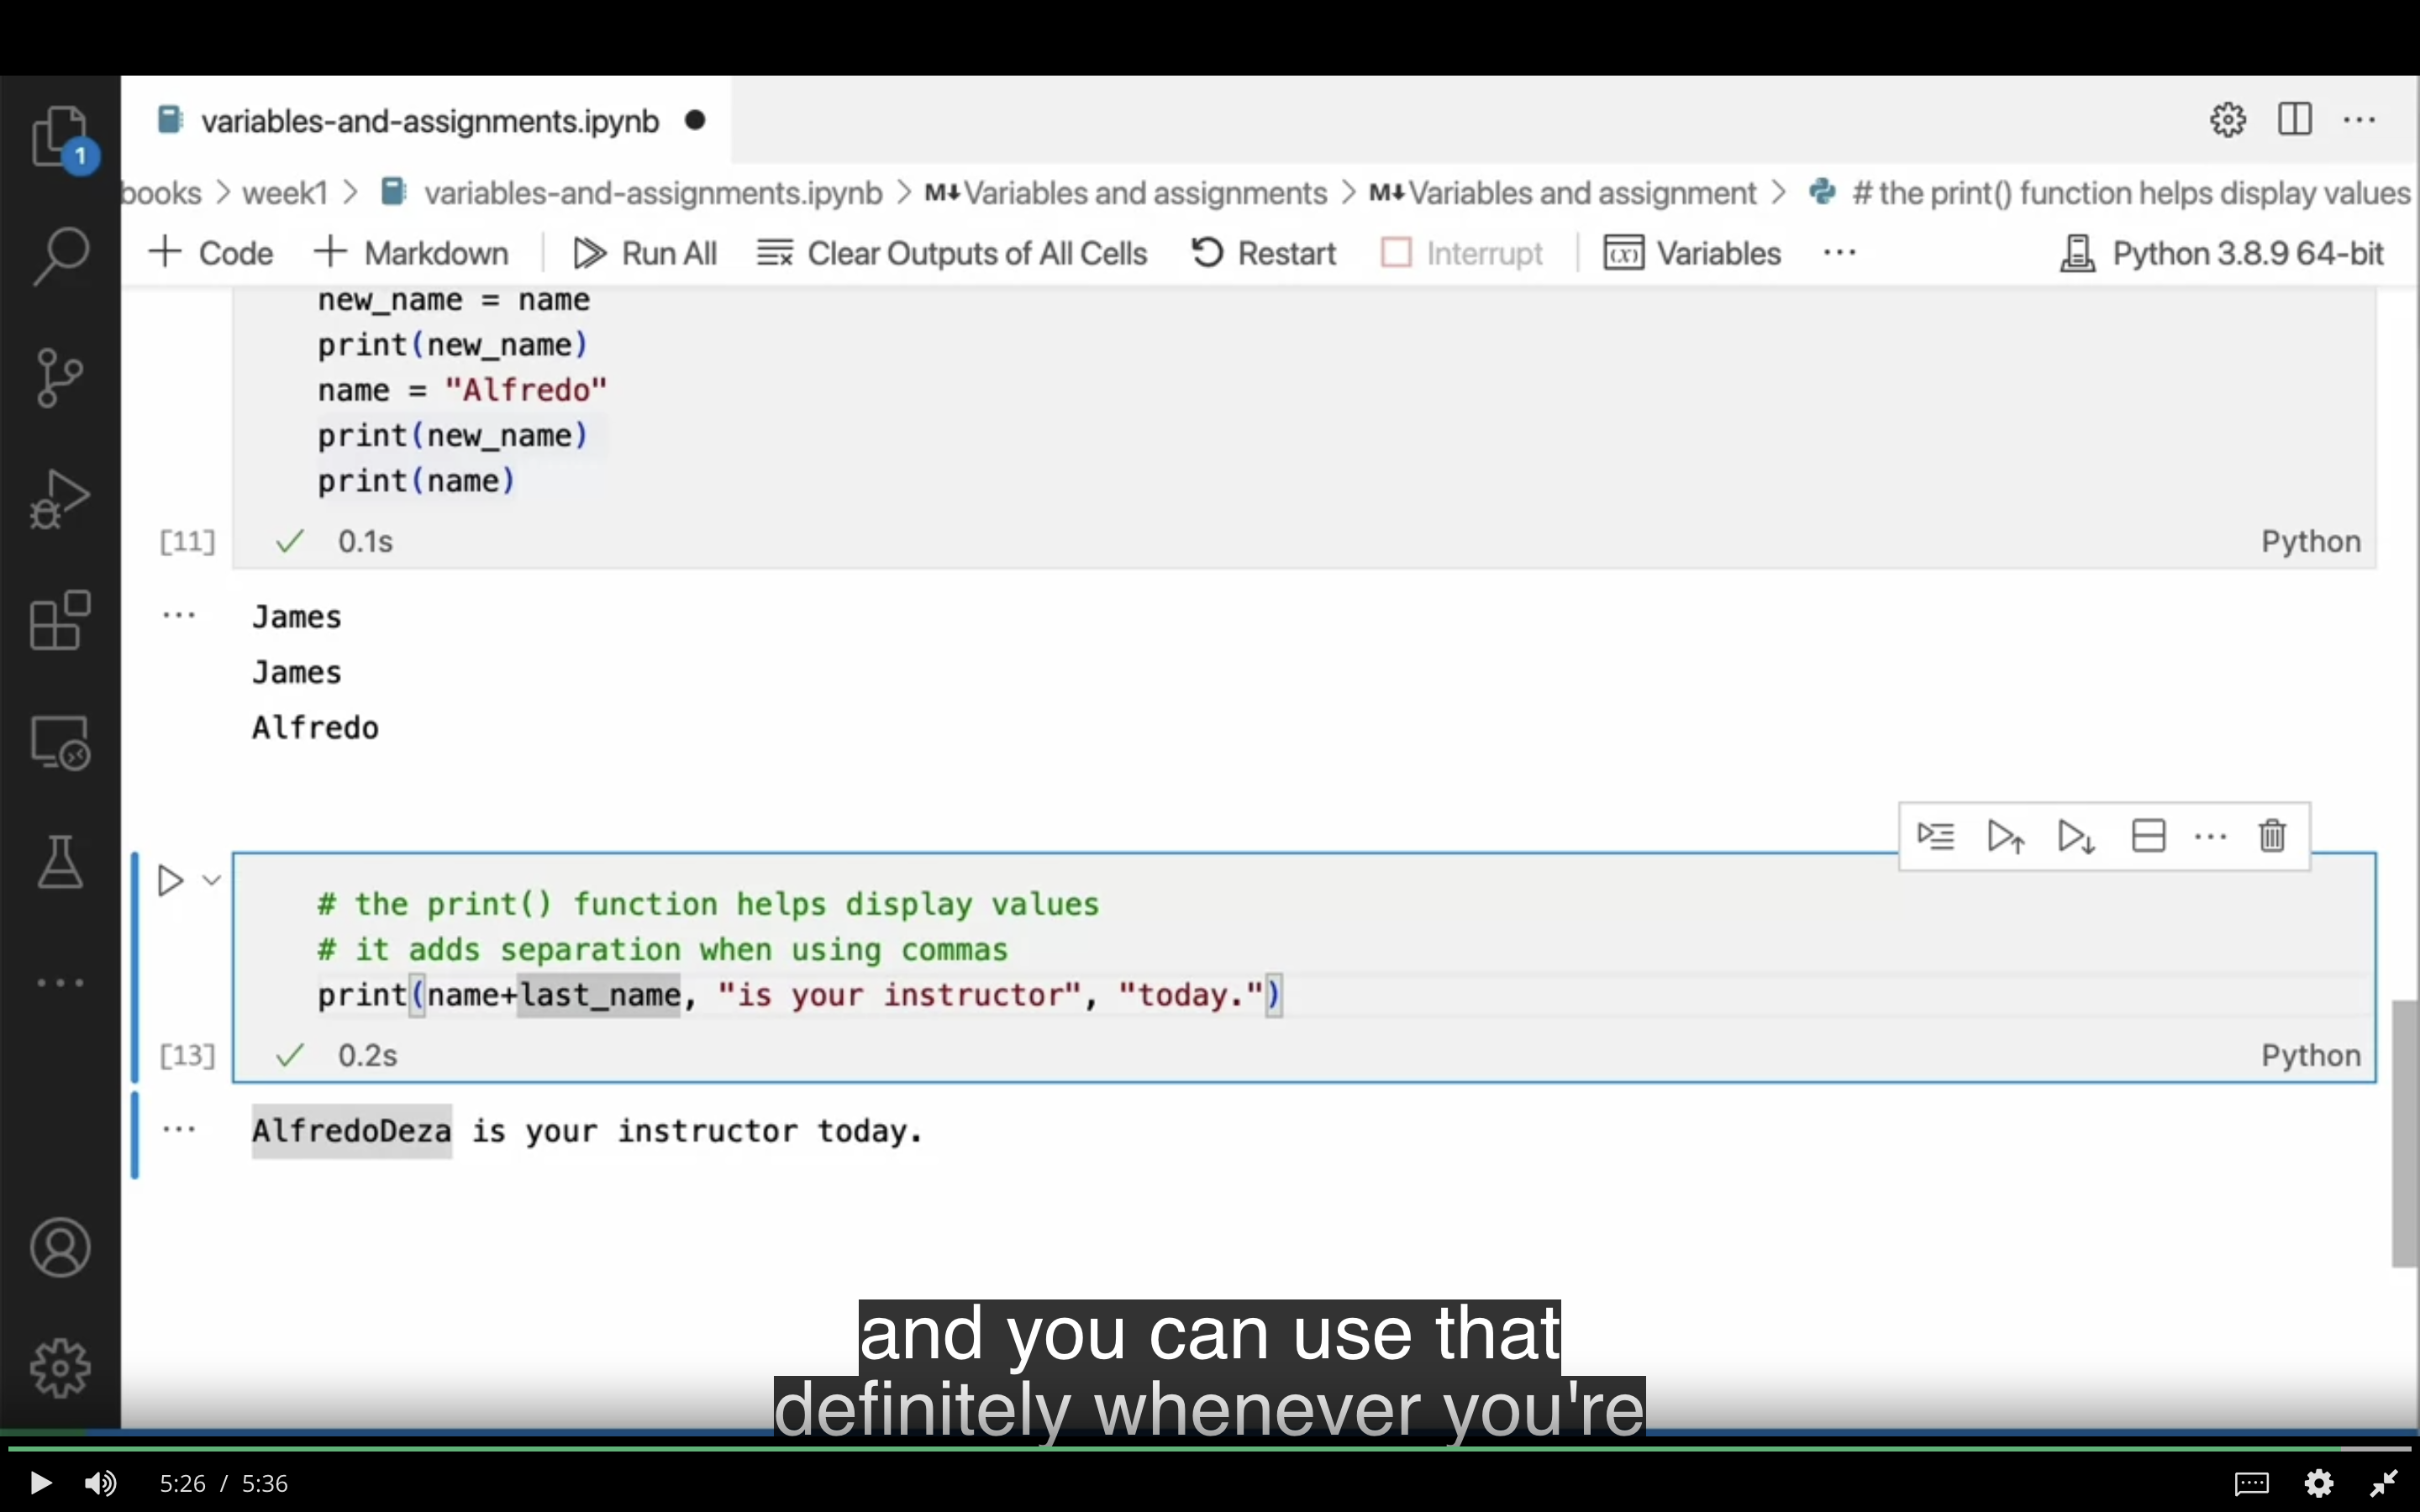 variables-and-assignments.ipynb
1
books > week1 > variables-and-assignments.ipynb > M↓Variables and assignments > M↓Variables and assignment > # the print() function helps display values
+ Code + Markdown Run All Clear Outputs of All Cells Restart Interrupt (x) Variables ... Python 3.8.9 64-bit
new_name = name
print(new_name)
name = "Alfredo"
print(new_name)
print(name)
[11] ✓ 0.1s Python
... James
James
Alfredo
# the print() function helps display values
# it adds separation when using commas
print(name+last_name, "is your instructor", "today.")
[13] ✓ 0.2s Python
... AlfredoDeza is your instructor today.
and you can use that
definitely whenever you're
5:26 / 5:36